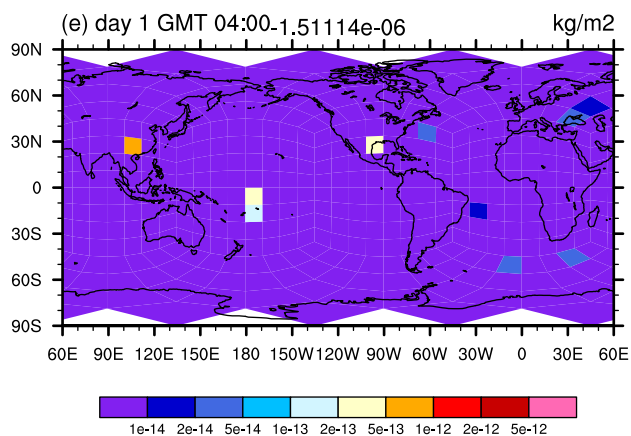 (e) day 1 GMT 04:00-1.51114e-06 kg/m2
90N
60N
30N
0
30S
60S
90S
60E 90E 120E 150E 180 150W 120W 90W 60W 30W 0 30E 60E
1e-14 2e-14 5e-14 1e-13 2e-13 5e-13 1e-12 2e-12 5e-12